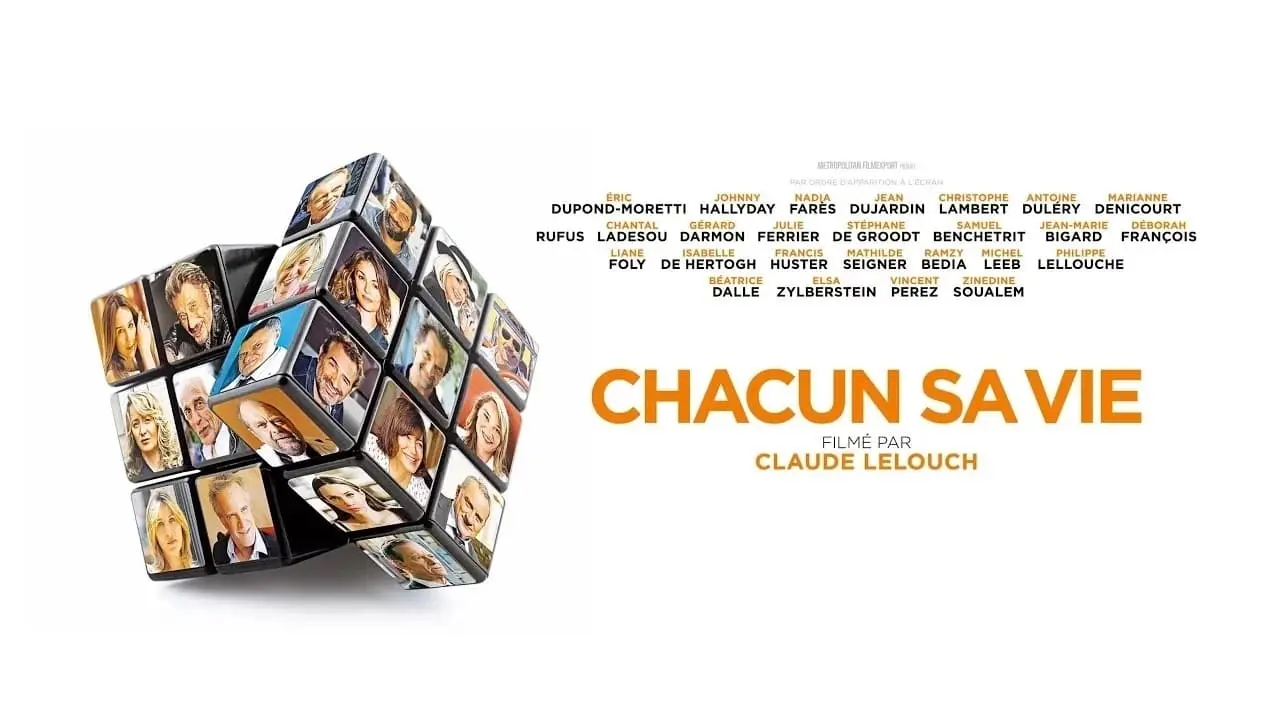 METROPOLITAN FILMEXPORT
PAR ORDRE D'APPARITION À L'ÉCRAN
ÉRIC JOHNNY NADIA JEAN CHRISTOPHE ANTOINE MARIANNE
DUPOND-MORETTI HALLYDAY FARÈS DUJARDIN LAMBERT DULÉRY DENICOURT
CHANTAL GÉRARD JULIE STÉPHANE SAMUEL JEAN-MARIE DÉBORAH
RUFUS LADESOU DARMON FERRIER DE GROODT BENCHETRIT BIGARD FRANÇOIS
LIANE ISABELLE FRANCIS MATHILDE RAMZY MICHEL PHILIPPE
FOLY DE HERTOGH HUSTER SEIGNER BEDIA LEEB LELLOUCHE
BÉATRICE ELSA VINCENT ZINEDINE
DALLE ZYLBERSTEIN PEREZ SOUALEM
CHACUN SA VIE
FILMÉ PAR
CLAUDE LELOUCH